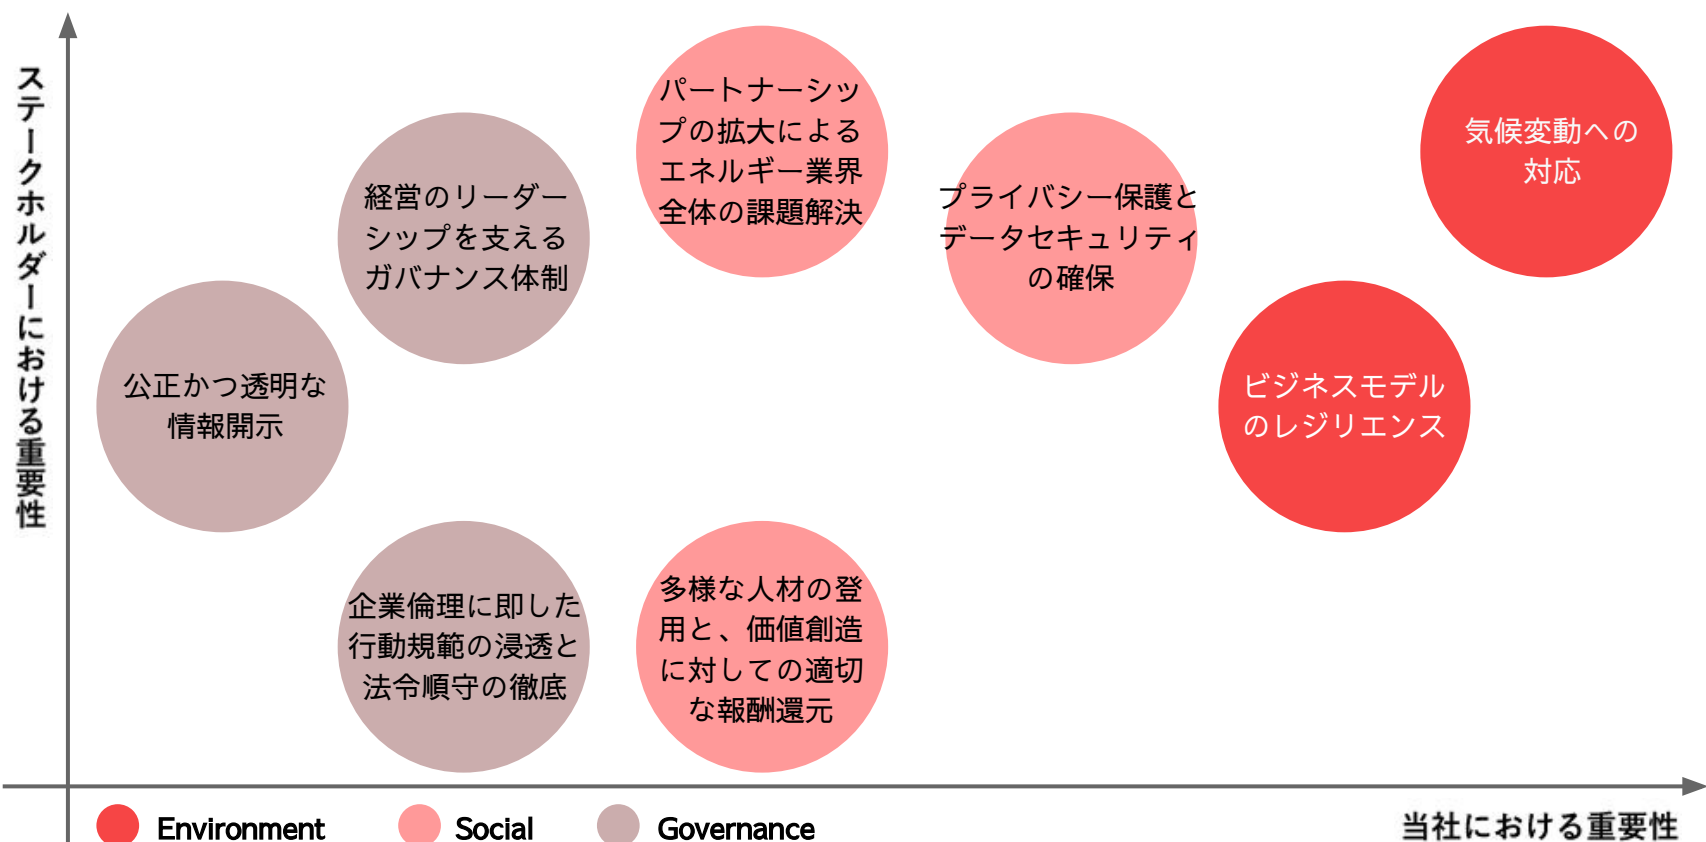 ステークホルダーにおける重要性
パートナーシッ
プの拡大による
エネルギー業界
全体の課題解決
気候変動への
対応
経営のリーダー
シップを支える
ガバナンス体制
プライバシー保護と
データセキュリティ
の確保
公正かつ透明な
情報開示
ビジネスモデル
のレジリエンス
企業倫理に即した
行動規範の浸透と
法令順守の徹底
多様な人材の登
用と、価値創造
に対しての適切
な報酬還元
Environment
Social
Governance
当社における重要性